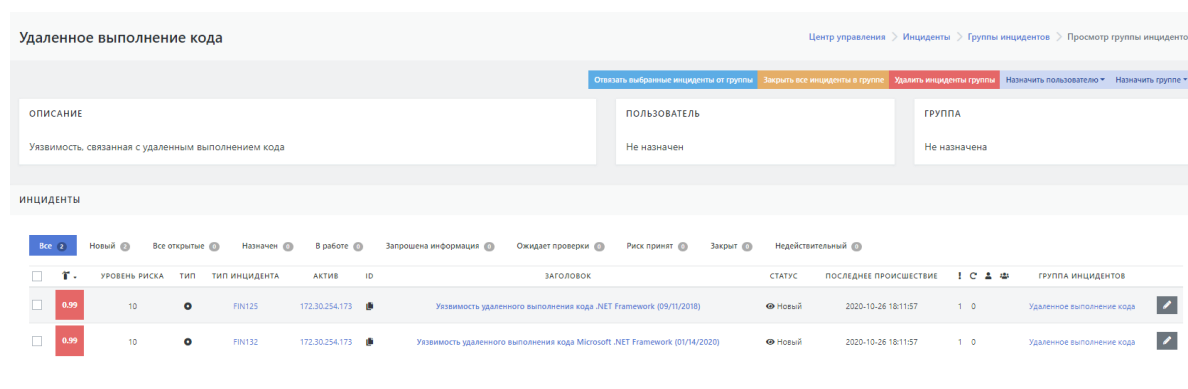 Удаленное выполнение кода
Центр управления > Инциденты > Группы инцидентов > Просмотр группы инциденто
Отвязать выбранные инциденты от группы Закрыть все инциденты в группе Удалить инциденты группы Назначить пользователю Назначить группе
ОПИСАНИЕ ПОЛЬЗОВАТЕЛЬ ГРУППА
Уязвимость, связанная с удаленным выполнением кода Не назначен Не назначена
ИНЦИДЕНТЫ
Все 2 Новый 2 Все открытые 0 Назначен 0 В работе 0 Запрошена информация 0 Ожидает проверки 0 Риск принят 0 Закрыт 0 Недействительный 0
УРОВЕНЬ РИСКА ТИП ТИП ИНЦИДЕНТА АКТИВ ID ЗАГОЛОВОК СТАТУС ПОСЛЕДНЕЕ ПРОИСШЕСТВИЕ ГРУППА ИНЦИДЕНТОВ
0.99 10 FIN125 172.30.254.173 Уязвимость удаленного выполнения кода .NET Framework (09/11/2018) Новый 2020-10-26 18:11:57 1 0 Удаленное выполнение кода
0.99 10 FIN132 172.30.254.173 Уязвимость удаленного выполнения кода Microsoft .NET Framework (01/14/2020) Новый 2020-10-26 18:11:57 1 0 Удаленное выполнение кода